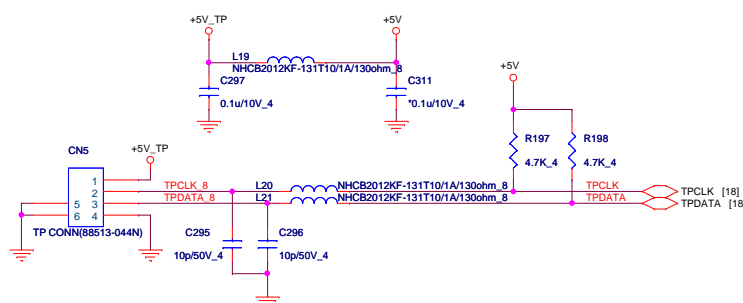 +5V_TP
+5V
L19
NHCB2012KF-131T10/1A/130ohm_8
C297
0.1u/10V_4
C311
*0.1u/10V_4
+5V
R197
4.7K_4
R198
4.7K_4
CN5
+5V_TP
1
2
3
4
5
6
TP CONN(88513-044N)
TPCLK_8
L20
NHCB2012KF-131T10/1A/130ohm_8
TPCLK
TPCLK [18]
TPDATA_8
L21
NHCB2012KF-131T10/1A/130ohm_8
TPDATA
TPDATA [18
C295
10p/50V_4
C296
10p/50V_4